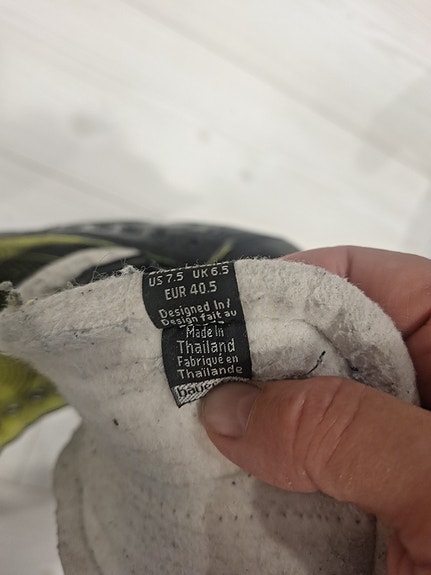 US 7.5 UK 6.5
EUR 40.5
Designed In/
Design fait au
Made in
Thailand
Fabriqué en
Thaïlande